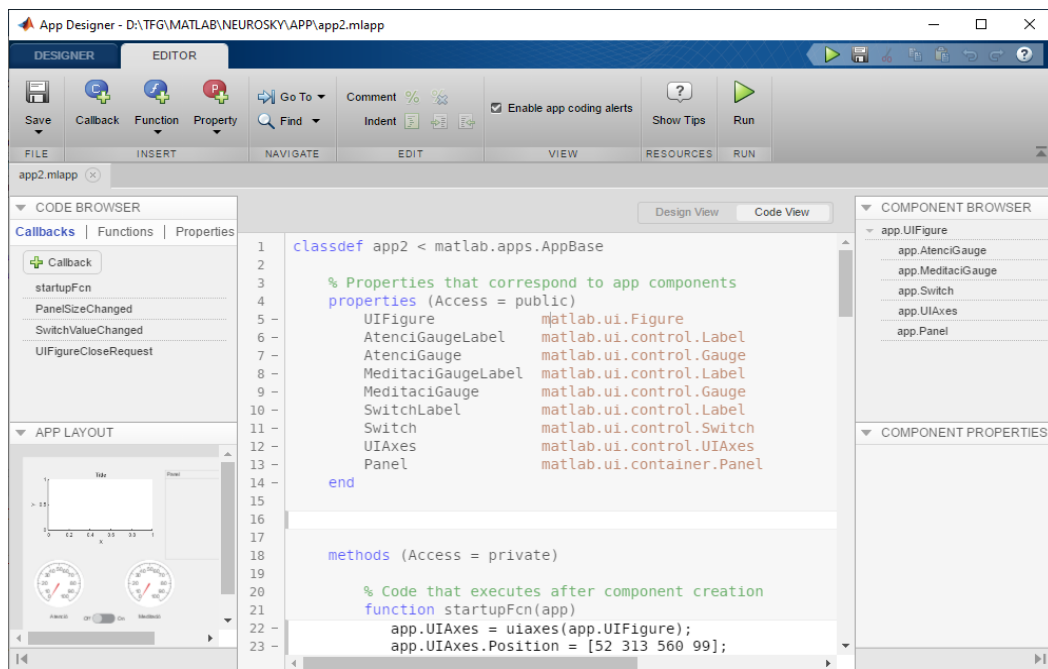 App Designer - D:\TFG\MATLAB\NEUROSKY\APP\app2.mlapp
DESIGNER EDITOR
Save Callback Function Property Go To Find Comment Indent Enable app coding alerts Show Tips Run
FILE INSERT NAVIGATE EDIT VIEW RESOURCES RUN
app2.mlapp
CODE BROWSER
Callbacks | Functions | Properties
Callback
startupFcn
PanelSizeChanged
SwitchValueChanged
UIFigureCloseRequest
APP LAYOUT
Title
X
Off On
Design View Code View
1 classdef app2 < matlab.apps.AppBase
2
3 % Properties that correspond to app components
4 properties (Access = public)
5 – UIFigure matlab.ui.Figure
6 – AtenciGaugeLabel matlab.ui.control.Label
7 – AtenciGauge matlab.ui.control.Gauge
8 – MeditaciGaugeLabel matlab.ui.control.Label
9 – MeditaciGauge matlab.ui.control.Gauge
10 – SwitchLabel matlab.ui.control.Label
11 – Switch matlab.ui.control.Switch
12 – UIAxes matlab.ui.control.UIAxes
13 – Panel matlab.ui.container.Panel
14 – end
15
16
17
18 methods (Access = private)
19
20 % Code that executes after component creation
21 function startupFcn(app)
22 – app.UIAxes = uiaxes(app.UIFigure);
23 – app.UIAxes.Position = [52 313 560 99];
COMPONENT BROWSER
app.UIFigure
app.AtenciGauge
app.MeditaciGauge
app.Switch
app.UIAxes
app.Panel
COMPONENT PROPERTIES